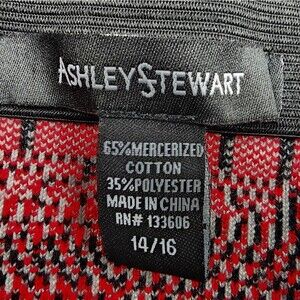 ASHLEY STEWART
65%MERCERIZED
COTTON
35%POLYESTER
MADE IN CHINA
RN# 133606
14/16